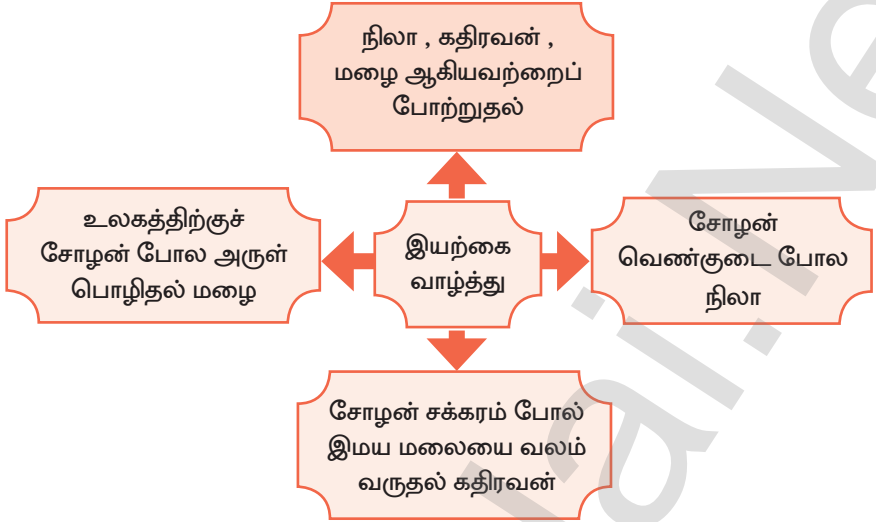 நிலா , கதிரவன் ,
மழை ஆகியவற்றைப்
போற்றுதல்
உலகத்திற்குச்
சோழன் போல அருள்
பொழிதல் மழை
இயற்கை
வாழ்த்து
சோழன்
வெண்குடை போல
நிலா
சோழன் சக்கரம் போல்
இமய மலையை வலம்
வருதல் கதிரவன்